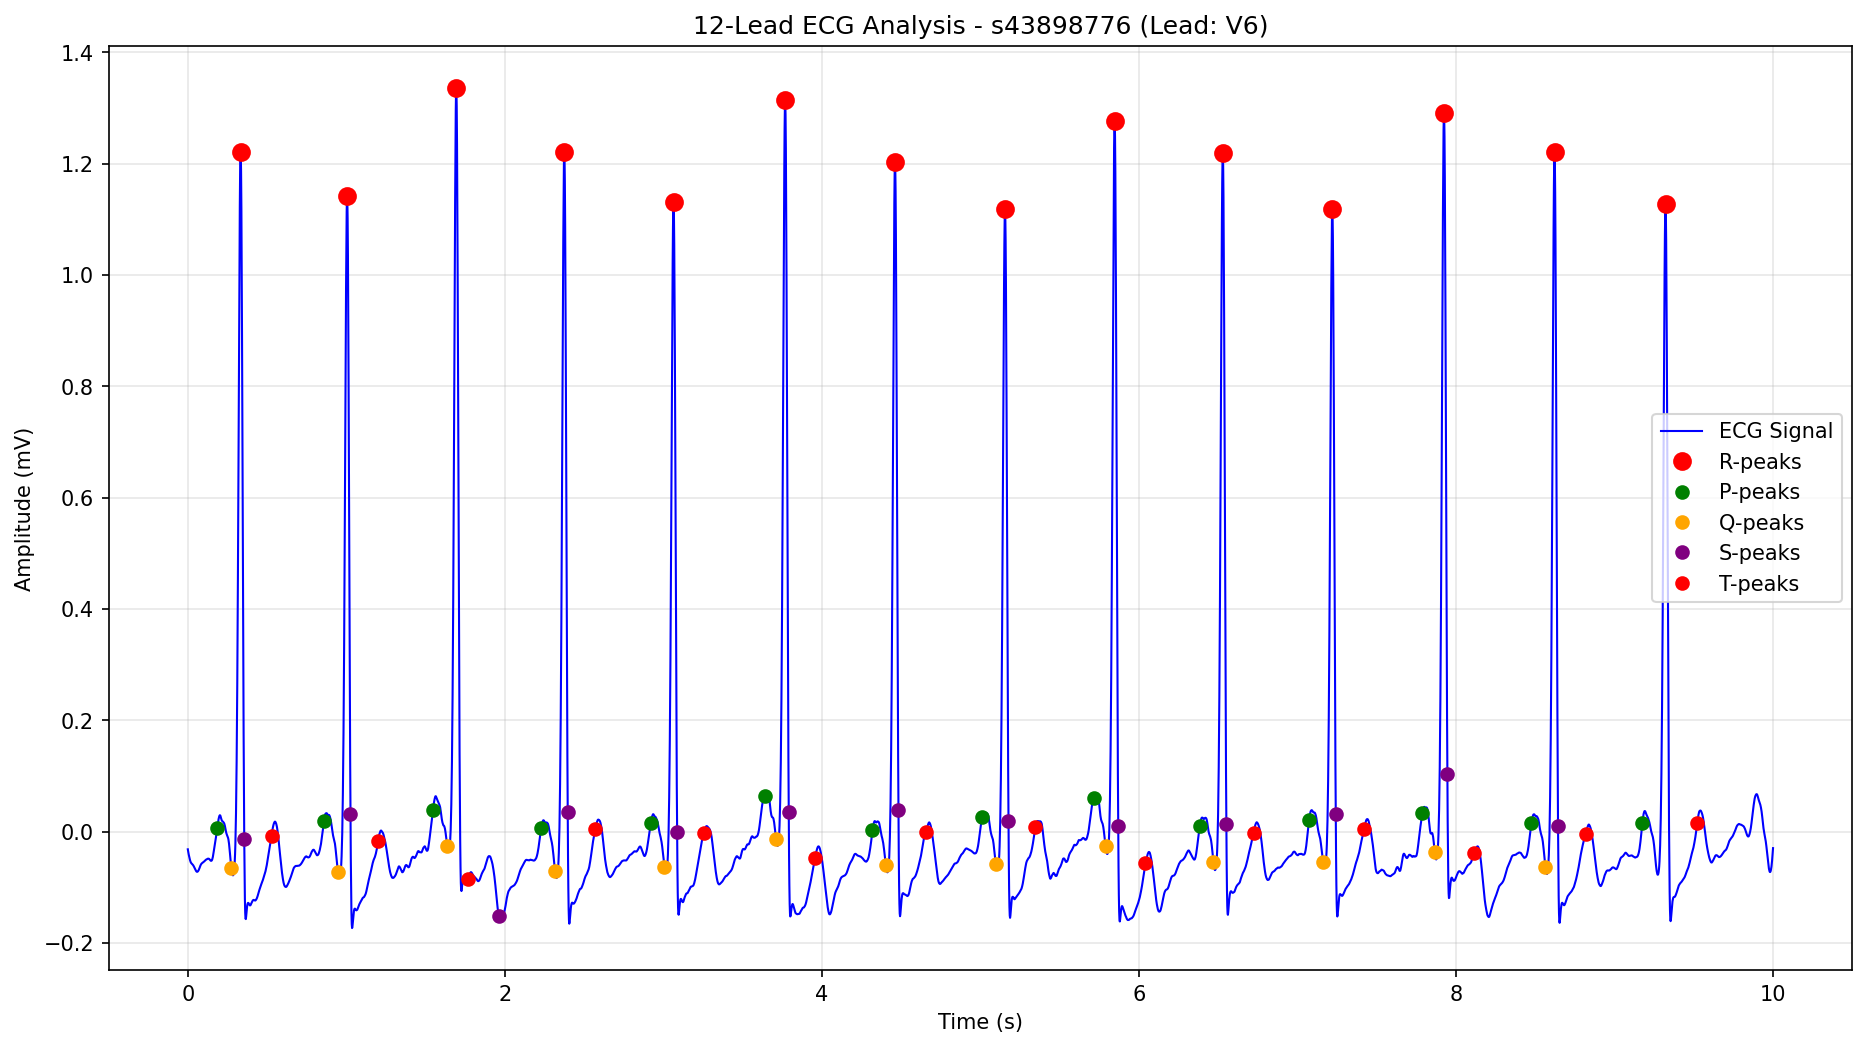 12-Lead ECG Analysis - s43898776 (Lead: V6)
Amplitude (mV)
1.4
1.2
1.0
0.8
0.6
0.4
0.2
0.0
−0.2
ECG Signal
R-peaks
P-peaks
Q-peaks
S-peaks
T-peaks
0 2 4 6 8 10
Time (s)